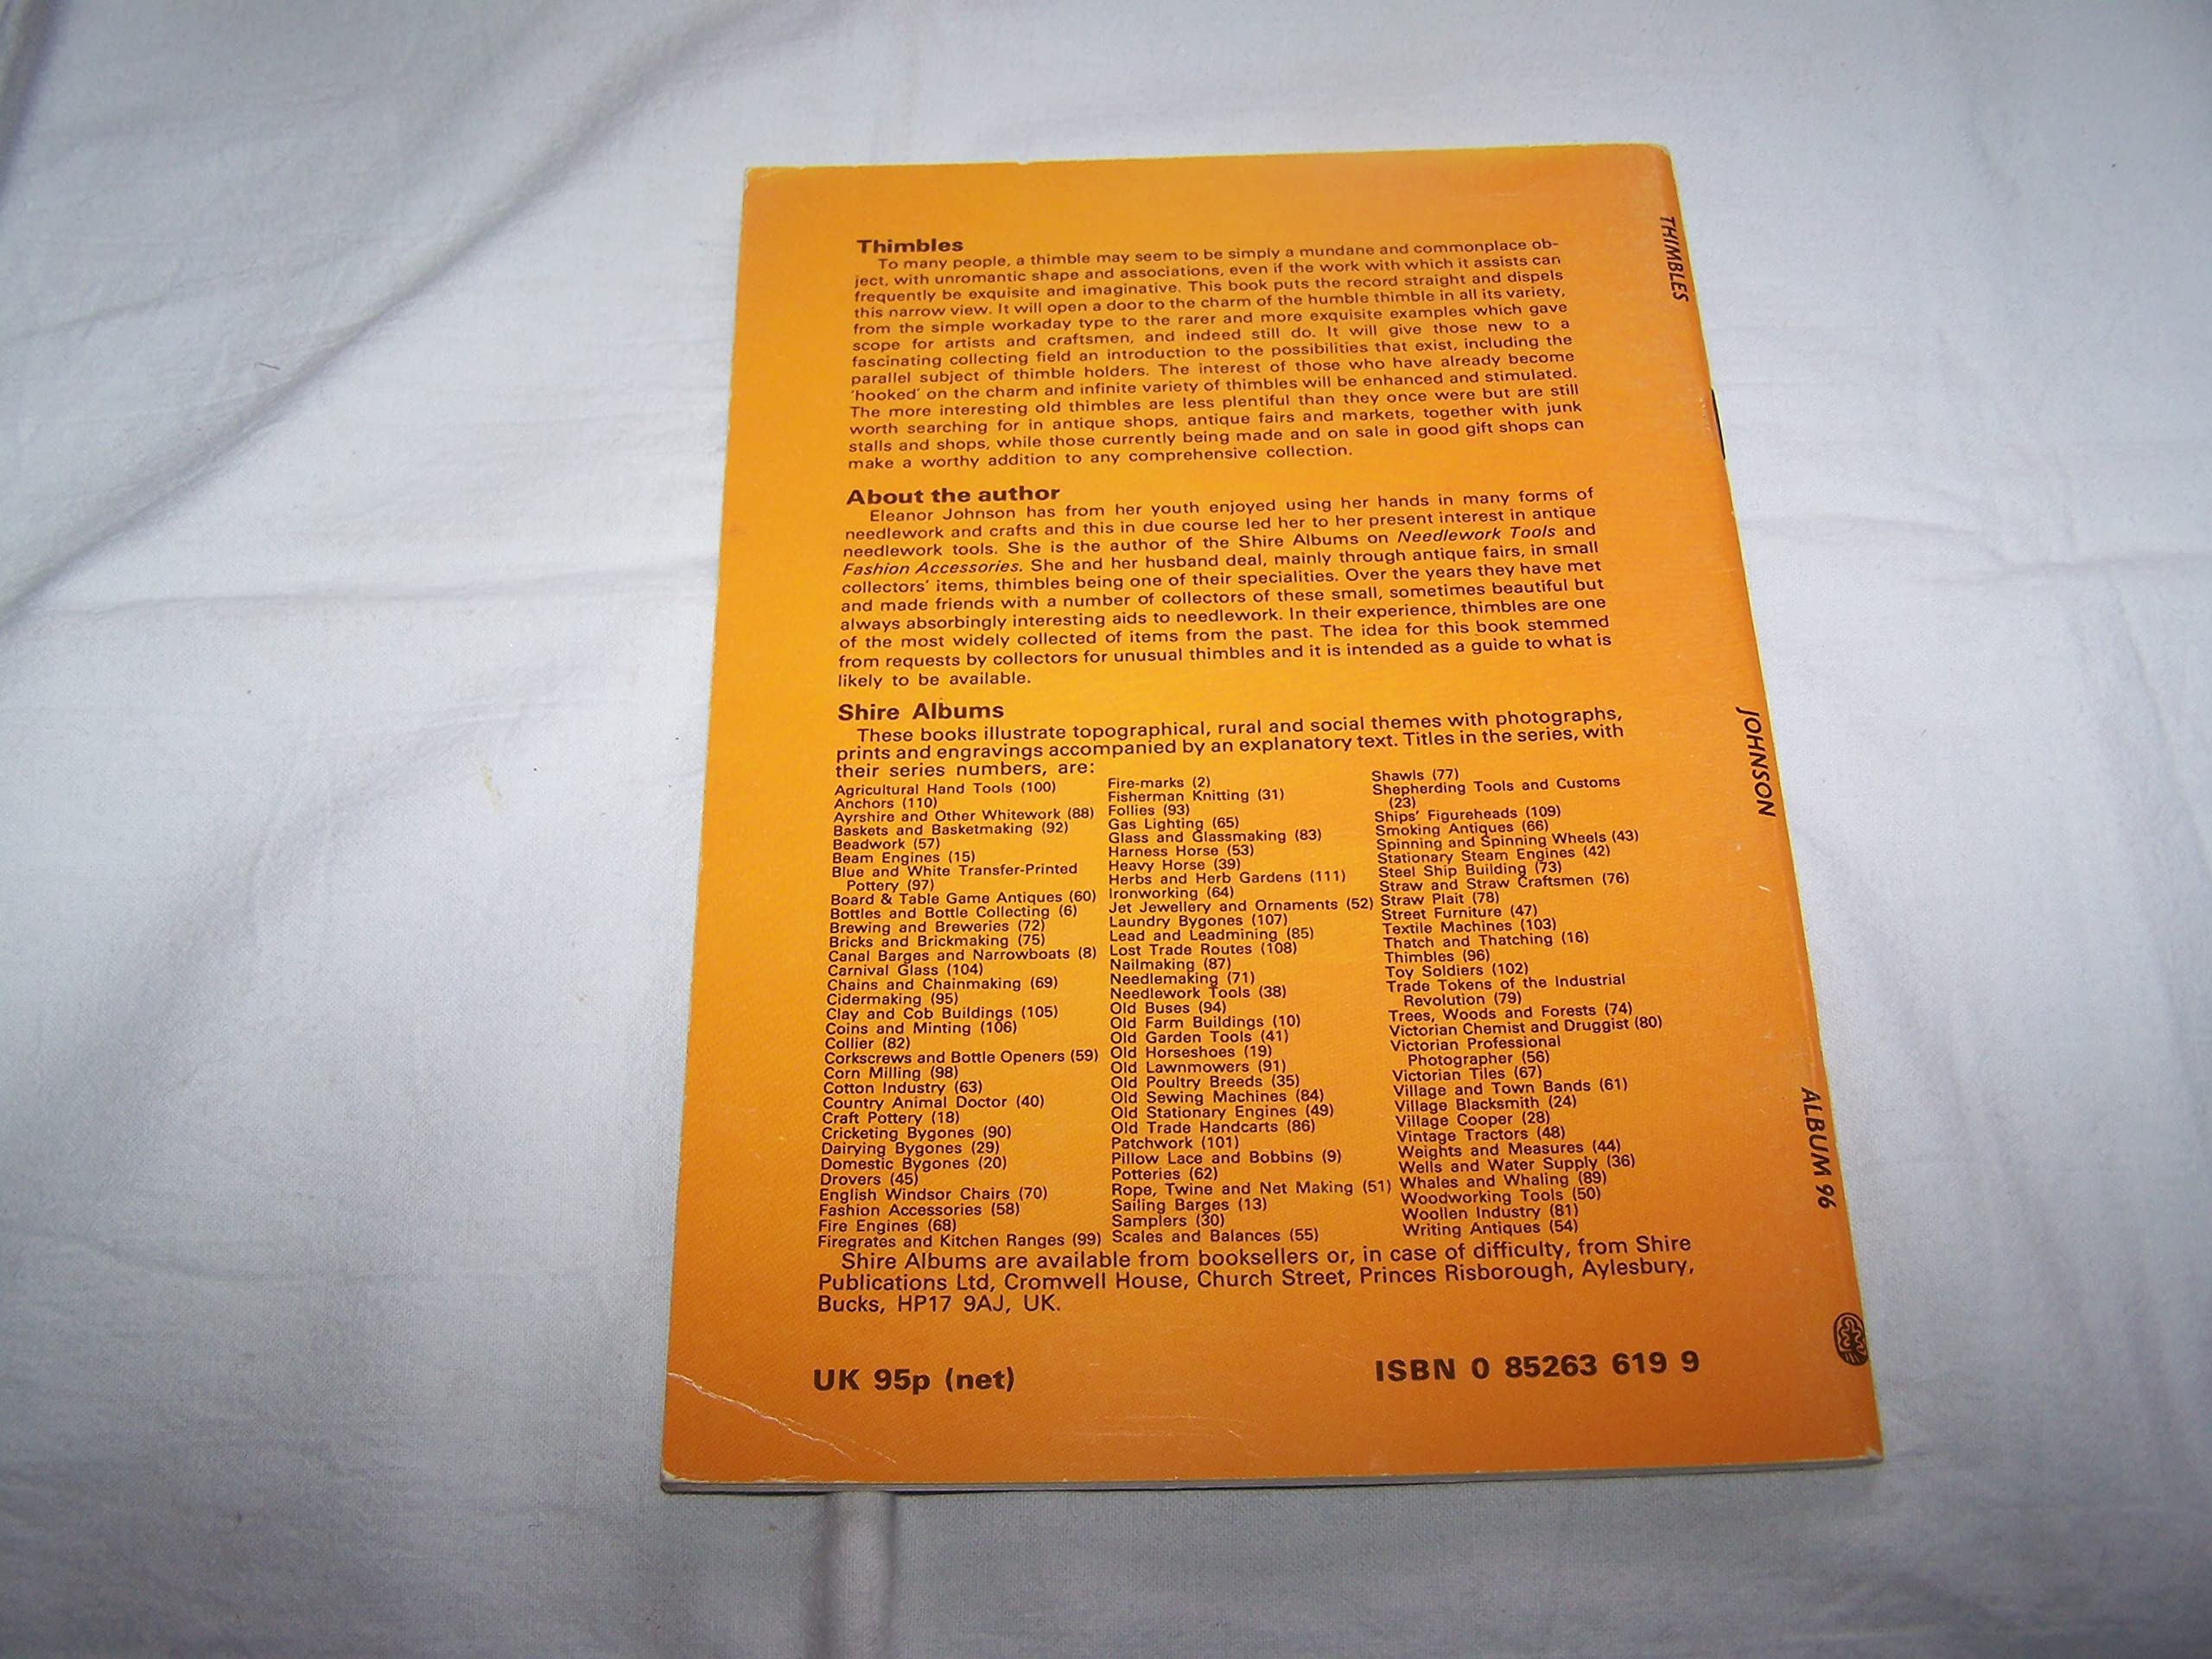 Thimbles
To many people, a thimble may seem to be simply a mundane and commonplace ob-
ject, with unromantic shape and associations, even if the work with which it assists can
frequently be exquisite and imaginative. This book puts the record straight and dispels
this narrow view. It will open a door to the charm of the humble thimble in all its variety,
from the simple workaday type to the rarer and more exquisite examples which gave
scope for artists and craftsmen, and indeed still do. It will give those new to a
fascinating collecting field an introduction to the possibilities that exist, including the
parallel subject of thimble holders. The interest of those who have already become
'hooked' on the charm and infinite variety of thimbles will be enhanced and stimulated.
The more interesting old thimbles are less plentiful than they once were but are still
worth searching for in antique shops, antique fairs and markets, together with junk
stalls and shops, while those currently being made and on sale in good gift shops can
make a worthy addition to any comprehensive collection.
About the author
Eleanor Johnson has from her youth enjoyed using her hands in many forms of
needlework and crafts and this in due course led her to her present interest in antique
needlework tools. She is the author of the Shire Albums on Needlework Tools and
Fashion Accessories. She and her husband deal, mainly through antique fairs, in small
collectors' items, thimbles being one of their specialities. Over the years they have met
and made friends with a number of collectors of these small, sometimes beautiful but
always absorbingly interesting aids to needlework. In their experience, thimbles are one
of the most widely collected of items from the past. The idea for this book stemmed
from requests by collectors for unusual thimbles and it is intended as a guide to what is
likely to be available.
Shire Albums
These books illustrate topographical, rural and social themes with photographs,
prints and engravings accompanied by an explanatory text. Titles in the series, with
their series numbers, are:
Agricultural Hand Tools (100)
Anchors (110)
Ayrshire and Other Whitework (88)
Baskets and Basketmaking (92)
Beadwork (57)
Beam Engines (15)
Blue and White Transfer-Printed
Pottery (97)
Board & Table Game Antiques (60)
Bottles and Bottle Collecting (6)
Brewing and Breweries (72)
Bricks and Brickmaking (75)
Canal Barges and Narrowboats (8)
Carnival Glass (104)
Chains and Chainmaking (69)
Cidermaking (95)
Clay and Cob Buildings (105)
Coins and Minting (106)
Collier (82)
Corkscrews and Bottle Openers (59)
Corn Milling (98)
Cotton Industry (63)
Country Animal Doctor (40)
Craft Pottery (18)
Cricketing Bygones (90)
Dairying Bygones (29)
Domestic Bygones (20)
Drovers (45)
English Windsor Chairs (70)
Fashion Accessories (58)
Fire Engines (68)
Firegrates and Kitchen Ranges (99)
Fire-marks (2)
Fisherman Knitting (31)
Follies (93)
Gas Lighting (65)
Glass and Glassmaking (83)
Harness Horse (53)
Heavy Horse (39)
Herbs and Herb Gardens (111)
Ironworking (64)
Jet Jewellery and Ornaments (52)
Laundry Bygones (107)
Lead and Leadmining (85)
Lost Trade Routes (108)
Nailmaking (87)
Needlemaking (71)
Needlework Tools (38)
Old Buses (94)
Old Farm Buildings (10)
Old Garden Tools (41)
Old Horseshoes (19)
Old Lawnmowers (91)
Old Poultry Breeds (35)
Old Sewing Machines (84)
Old Stationary Engines (49)
Old Trade Handcarts (86)
Patchwork (101)
Pillow Lace and Bobbins (9)
Potteries (62)
Rope, Twine and Net Making (51)
Sailing Barges (13)
Samplers (30)
Scales and Balances (55)
Shawls (77)
Shepherding Tools and Customs
(23)
Ships' Figureheads (109)
Smoking Antiques (66)
Spinning and Spinning Wheels (43)
Stationary Steam Engines (42)
Steel Ship Building (73)
Straw and Straw Craftsmen (76)
Straw Plait (78)
Street Furniture (47)
Textile Machines (103)
Thatch and Thatching (16)
Thimbles (96)
Toy Soldiers (102)
Trade Tokens of the Industrial
Revolution (79)
Trees, Woods and Forests (74)
Victorian Chemist and Druggist (80)
Victorian Professional
Photographer (56)
Victorian Tiles (67)
Village and Town Bands (61)
Village Blacksmith (24)
Village Cooper (28)
Vintage Tractors (48)
Weights and Measures (44)
Wells and Water Supply (36)
Whales and Whaling (89)
Woodworking Tools (50)
Woollen Industry (81)
Writing Antiques (54)
Shire Albums are available from booksellers or, in case of difficulty, from Shire
Publications Ltd, Cromwell House, Church Street, Princes Risborough, Aylesbury,
Bucks, HP17 9AJ, UK.
UK 95p (net)
ISBN 0 85263 619 9
THIMBLES
JOHNSON
ALBUM 96